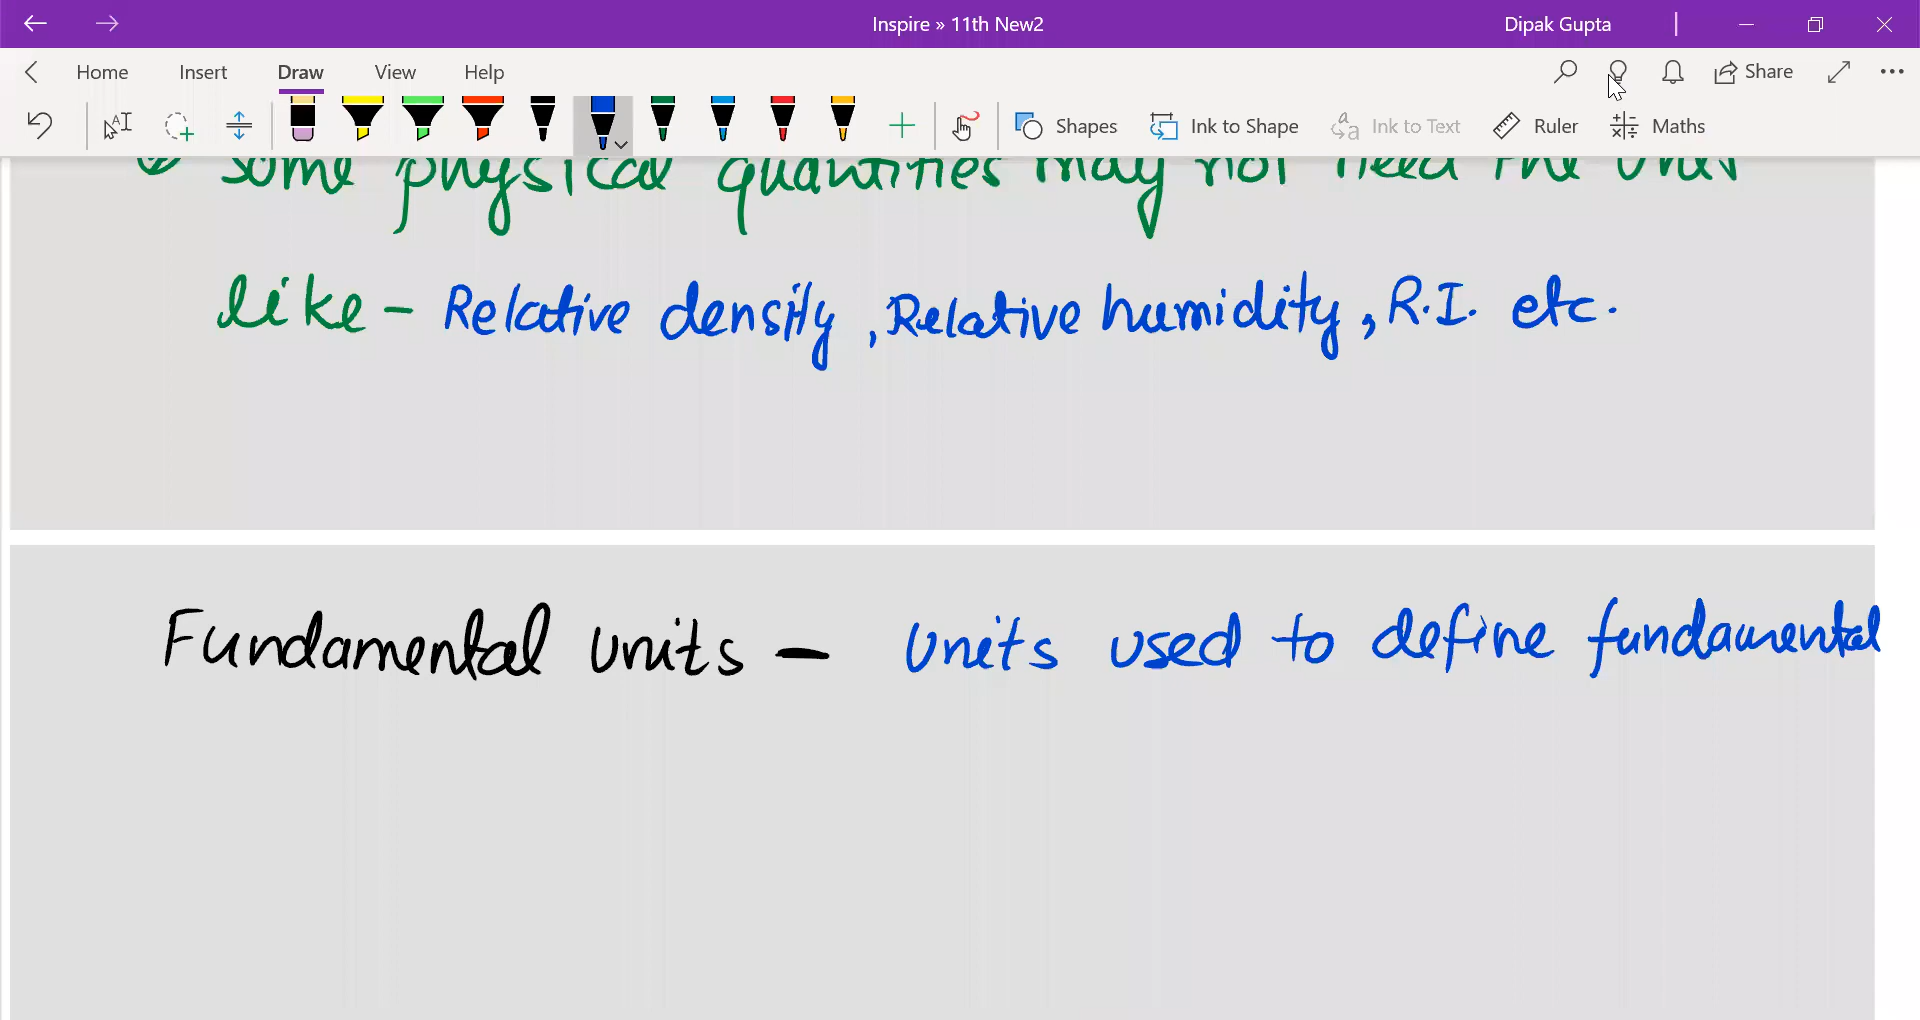 Inspire » 11th New2
Dipak Gupta
Home Insert Draw View Help
Share
Shapes Ink to Shape Ink to Text Ruler Maths
some physical quantities may not need the unit
like - Relative density, Relative humidity, R.I. etc.
Fundamental units - Units used to define fundamental